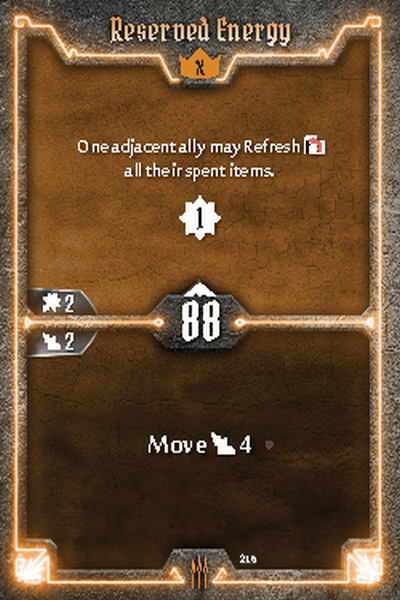 Reserved Energy
X
One adjacent ally may Refresh
all their spent items.
1
2
88
2
Move 4
216